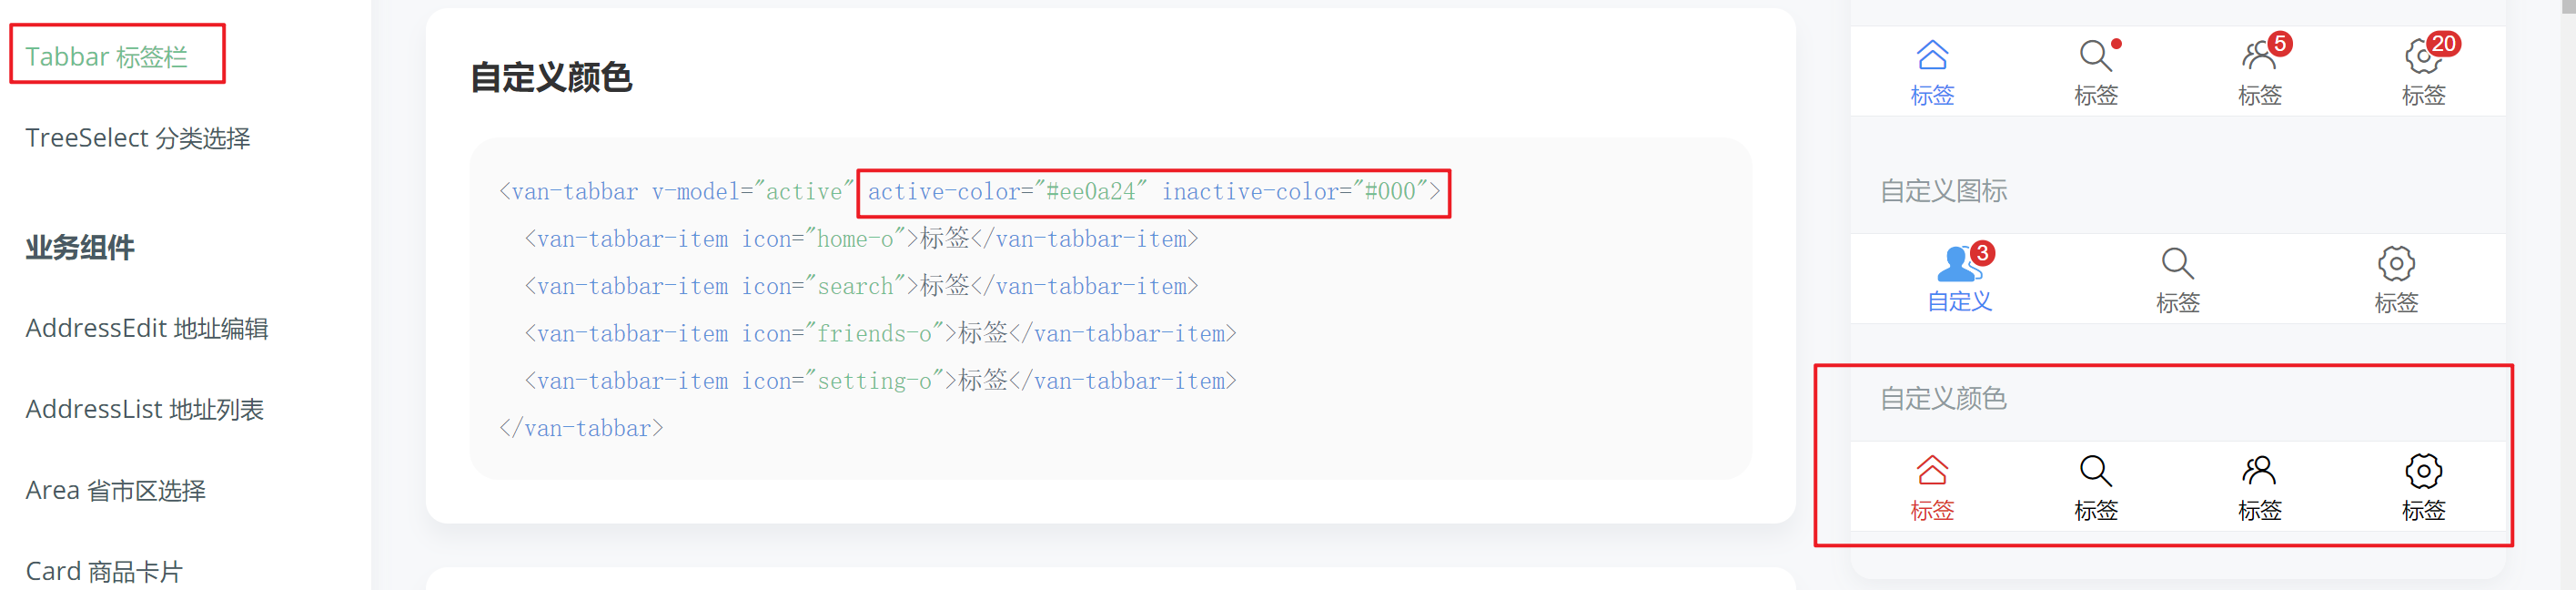 Tabbar 标签栏
TreeSelect 分类选择
业务组件
AddressEdit 地址编辑
AddressList 地址列表
Area 省市区选择
Card 商品卡片
自定义颜色
<van-tabbar v-model="active" active-color="#ee0a24" inactive-color="#000">
<van-tabbar-item icon="home-o">标签</van-tabbar-item>
<van-tabbar-item icon="search">标签</van-tabbar-item>
<van-tabbar-item icon="friends-o">标签</van-tabbar-item>
<van-tabbar-item icon="setting-o">标签</van-tabbar-item>
</van-tabbar>
5 20
标签 标签 标签 标签
自定义图标
3
自定义 标签 标签
自定义颜色
标签 标签 标签 标签